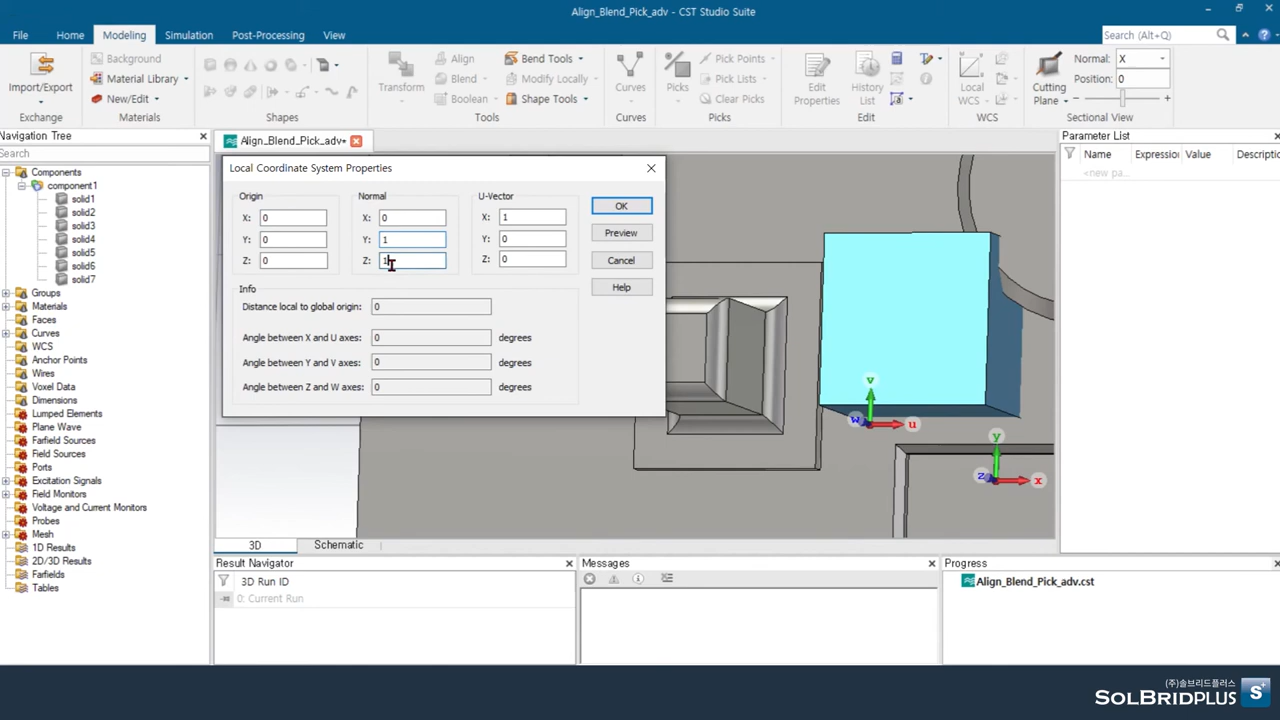 Align_Blend_Pick_adv - CST Studio Suite
File Home Modeling Simulation Post-Processing View Search (Alt+Q)
Import/Export
Exchange
Background
Material Library
New/Edit
Materials
Shapes
Transform
Align
Blend
Boolean
Bend Tools
Modify Locally
Shape Tools
Tools
Curves
Curves
Picks
Pick Points
Pick Lists
Clear Picks
Picks
Edit
Properties
History
List
Edit
Local
WCS
WCS
Cutting
Plane
Normal: X
Position: 0
Sectional View
Navigation Tree
Search
Components
component1
solid1
solid2
solid3
solid4
solid5
solid6
solid7
Groups
Materials
Faces
Curves
WCS
Anchor Points
Wires
Voxel Data
Dimensions
Lumped Elements
Plane Wave
Farfield Sources
Field Sources
Ports
Excitation Signals
Field Monitors
Voltage and Current Monitors
Probes
Mesh
1D Results
2D/3D Results
Farfields
Tables
Align_Blend_Pick_adv*
Local Coordinate System Properties
Origin
X: 0
Y: 0
Z: 0
Normal
X: 0
Y: 1
Z: 1
U-Vector
X: 1
Y: 0
Z: 0
OK
Preview
Cancel
Help
Info
Distance local to global origin: 0
Angle between X and U axes: 0 degrees
Angle between Y and V axes: 0 degrees
Angle between Z and W axes: 0 degrees
v
w
u
y
z
x
3D Schematic
Parameter List
Name Expressio Value Descriptio
<new pa...
Result Navigator
3D Run ID
0: Current Run
Messages
Progress
Align_Blend_Pick_adv.cst
(주)솔브리드플러스
SOLBRIDPLUS S+